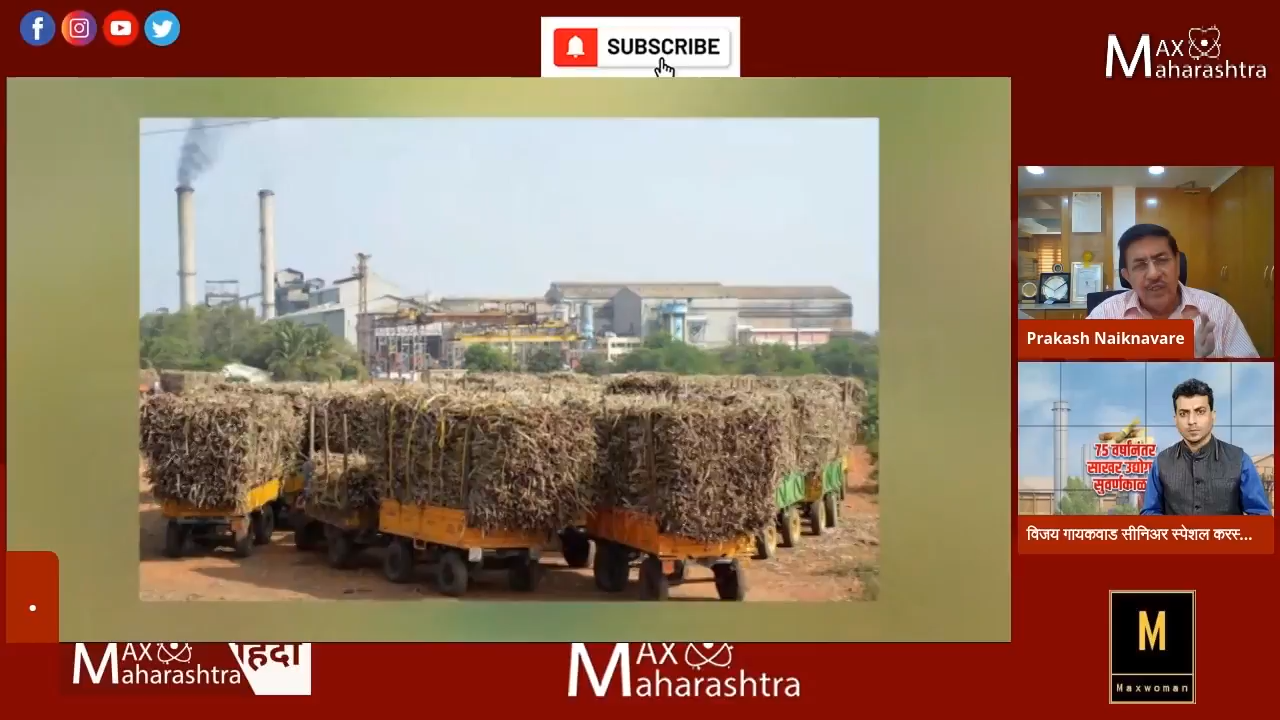 SUBSCRIBE
MAX
Maharashtra
Prakash Naiknavare
75 वर्षांनंतर
साखर उद्योग
सुवर्णकाळ
विजय गायकवाड सीनिअर स्पेशल करस्...
MAX
Maharashtra
हिंदी
MAX
Maharashtra
M
Maxwoman